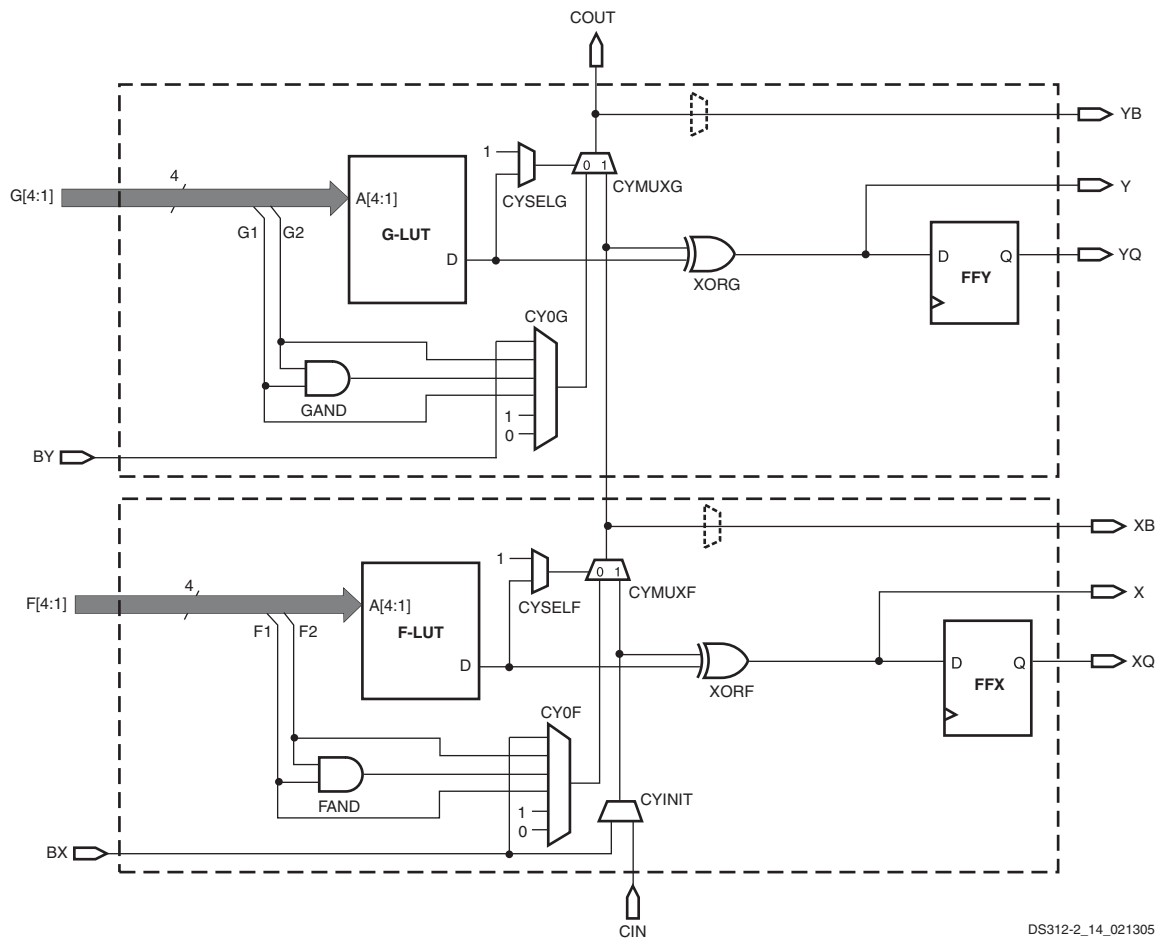 COUT
YB
4
1
0 1
CYMUXG
G[4:1]
A[4:1]
CYSELG
Y
G1
G2
G-LUT
D
XORG
D
Q
YQ
FFY
CY0G
GAND
1
0
BY
XB
1
0 1
4
CYMUXF
F[4:1]
A[4:1]
CYSELF
X
F1
F2
F-LUT
D
XORF
D
Q
XQ
FFX
CY0F
FAND
CYINIT
1
0
BX
CIN
DS312-2_14_021305